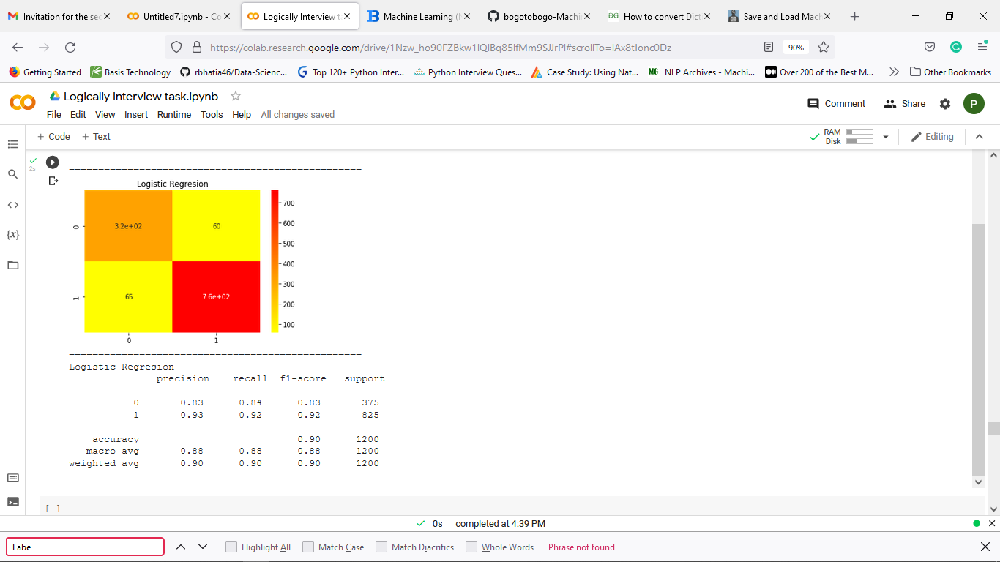 Invitation for the sec
Untitled7.ipynb - Co
Logically Interview t
Machine Learning (
bogotobogo-Machi
How to convert Dict
Save and Load Mach
https://colab.research.google.com/drive/1Nzw_ho90FZBkw1IQlBq85lfMm9SJJrPl#scrollTo=lAx8tIonc0Dz
90%
Getting Started
Basis Technology
rbhatia46/Data-Scienc...
Top 120+ Python Inter...
Python Interview Ques...
Case Study: Using Nat...
MG NLP Archives - Machi...
Over 200 of the Best M...
Other Bookmarks
CO Logically Interview task.ipynb
Comment Share P
File Edit View Insert Runtime Tools Help All changes saved
+ Code + Text
RAM
Disk
Editing
2s
==================================================
Logistic Regresion
0 3.2e+02 60
1 65 7.6e+02
0 1
700
600
500
400
300
200
100
==================================================
Logistic Regresion
precision recall f1-score support
0 0.83 0.84 0.83 375
1 0.93 0.92 0.92 825
accuracy 0.90 1200
macro avg 0.88 0.88 0.88 1200
weighted avg 0.90 0.90 0.90 1200
{x}
[ ]
0s completed at 4:39 PM
Labe
Highlight All Match Case Match Diacritics Whole Words Phrase not found